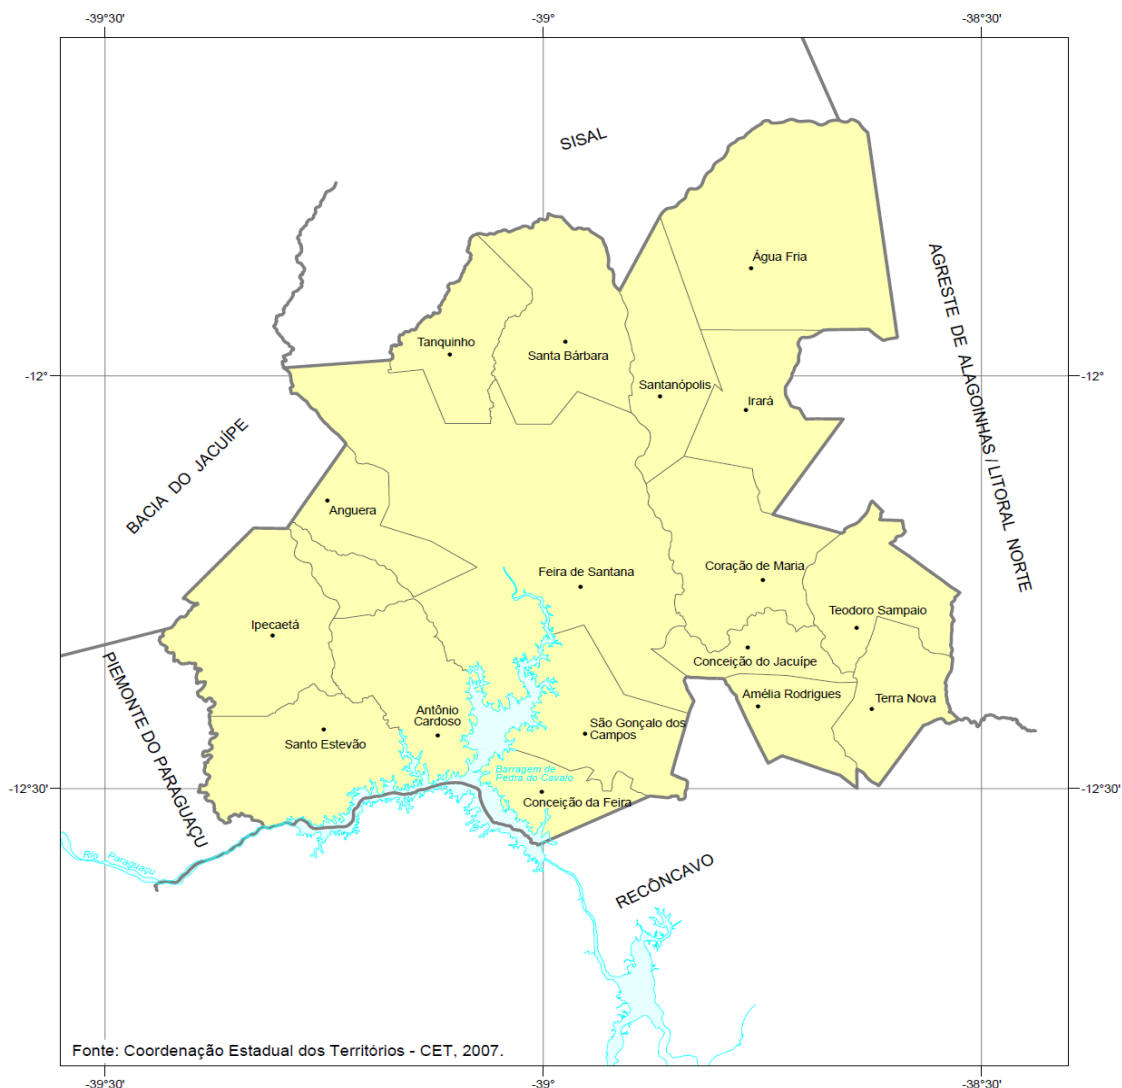 -39°30'
-39°
-38°30'
SISAL
Água Fria
AGRESTE DE ALAGOINHAS / LITORAL NORTE
Tanquinho
Santa Bárbara
-12°
-12°
Santanópolis
Irará
BACIA DO JACUÍPE
Anguera
Coração de Maria
Feira de Santana
Teodoro Sampaio
Ipecaetá
Conceição do Jacuípe
PIEMONTE DO PARAGUAÇU
Amélia Rodrigues
Terra Nova
Antônio
Cardoso
São Gonçalo dos
Campos
Santo Estevão
Barragem de
Pedra do Cavalo
-12°30'
-12°30'
Conceição da Feira
Rio Paraguaçu
RECÔNCAVO
Fonte: Coordenação Estadual dos Territórios - CET, 2007.
-39°30'
-39°
-38°30'